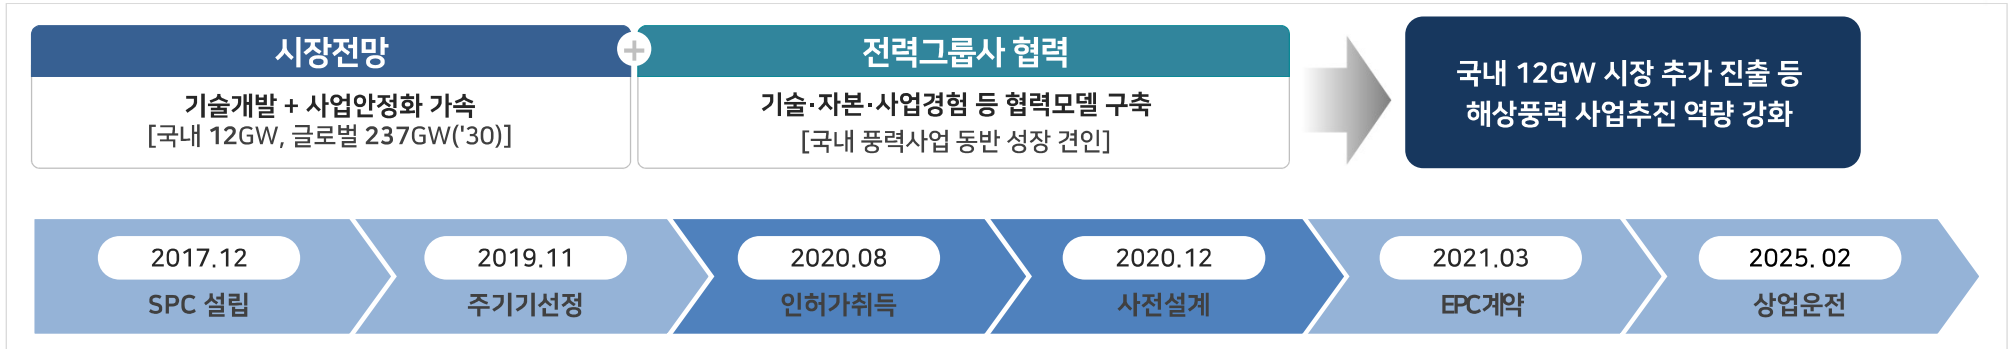 시장전망
+
전력그룹사 협력
기술개발 + 사업안정화 가속
[국내 12GW, 글로벌 237GW('30)]
기술·자본·사업경험 등 협력모델 구축
[국내 풍력사업 동반 성장 견인]
국내 12GW 시장 추가 진출 등
해상풍력 사업추진 역량 강화
2017.12
SPC 설립
2019.11
주기기선정
2020.08
인허가취득
2020.12
사전설계
2021.03
EPC계약
2025. 02
상업운전